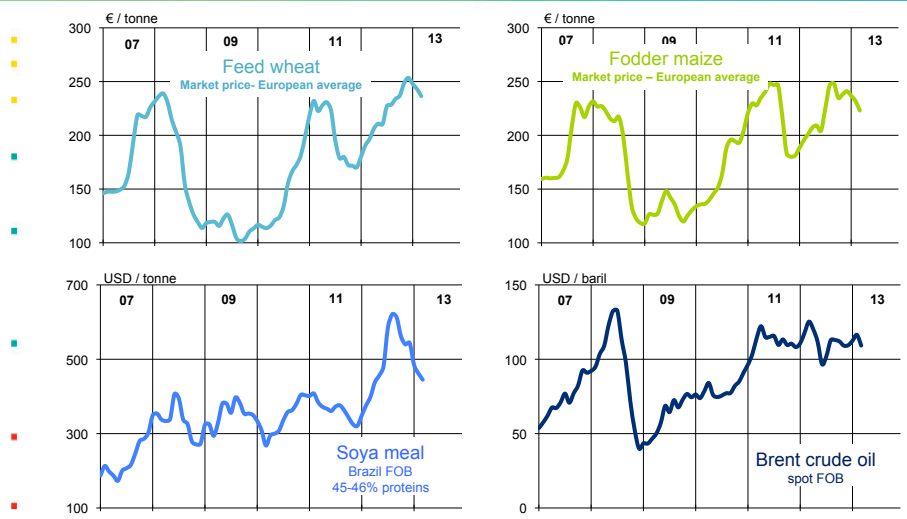 € / tonne
300
07
09
11
13
Feed wheat
Market price- European average
250
200
150
100
€ / tonne
300
07
09
11
13
Fodder maize
Market price – European average
250
200
150
100
USD / tonne
700
07
09
11
13
500
300
Soya meal
Brazil FOB
45-46% proteins
100
USD / baril
150
07
09
11
13
100
50
Brent crude oil
spot FOB
0